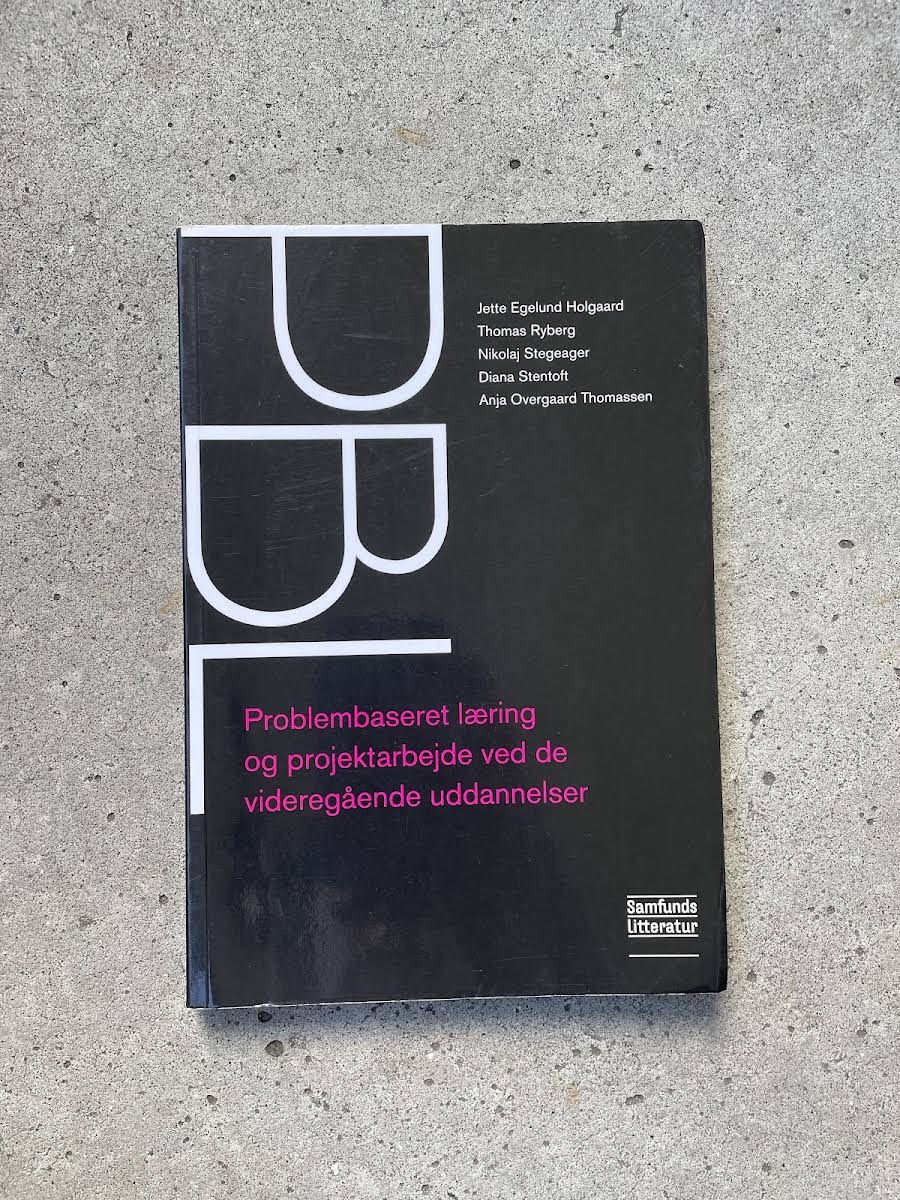 PBL
Jette Egelund Holgaard
Thomas Ryberg
Nikolaj Stegeager
Diana Stentoft
Anja Overgaard Thomassen
Problembaseret læring
og projektarbejde ved de
videregående uddannelser
Samfunds
litteratur